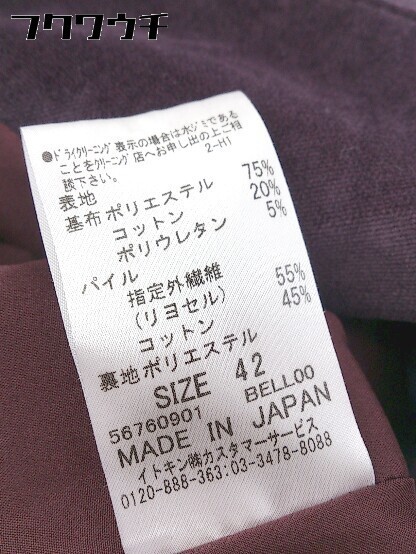 フクワウチ
●ドライクリーニング表示の場合はホックミである
ことをクリーニング店へお申し出の上ご相
談下さい。 2-H1
表地
基布ポリエステル 75%
コットン 20%
ポリウレタン 5%
パイル
指定外繊維
(リヨセル) 55%
コットン 45%
裏地ポリエステル
SIZE 42
56760901 BELLOO
MADE IN JAPAN
イトキン㈱カスタマーサービス
0120-888-363:03-3478-8088